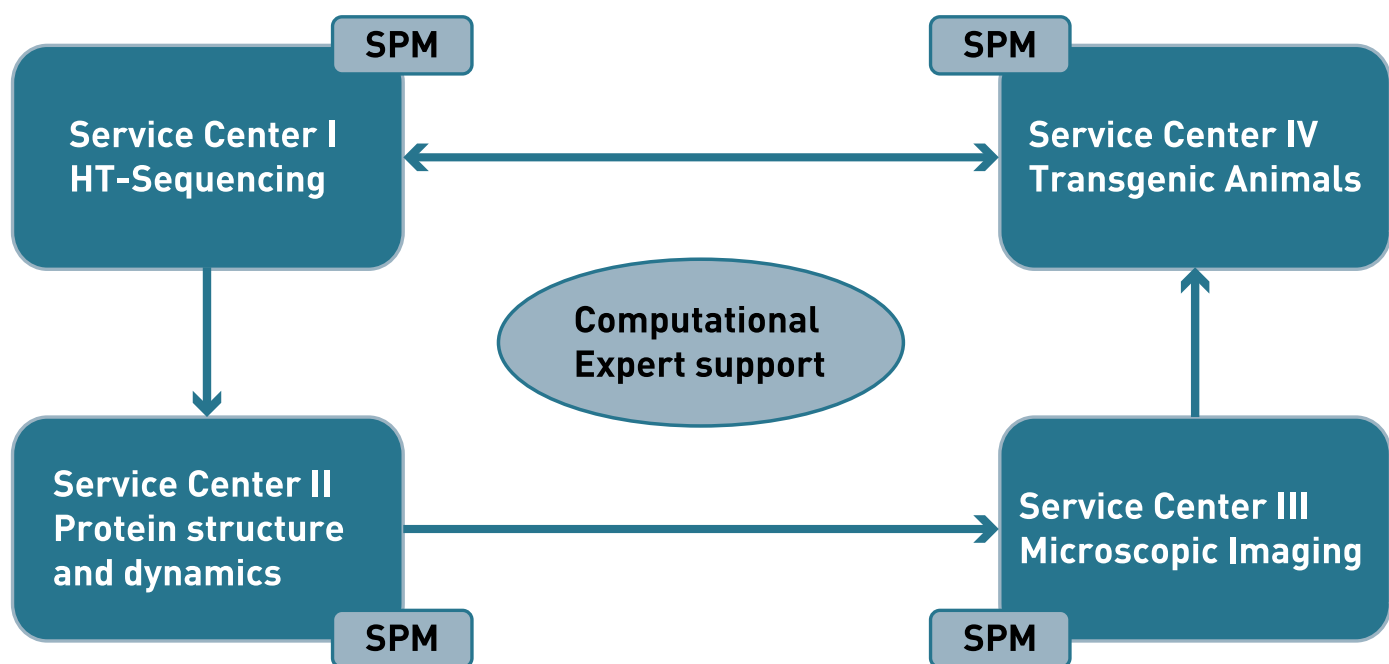 SPM
Service Center I
HT-Sequencing
SPM
Service Center IV
Transgenic Animals
Computational
Expert support
Service Center II
Protein structure
and dynamics
SPM
Service Center III
Microscopic Imaging
SPM